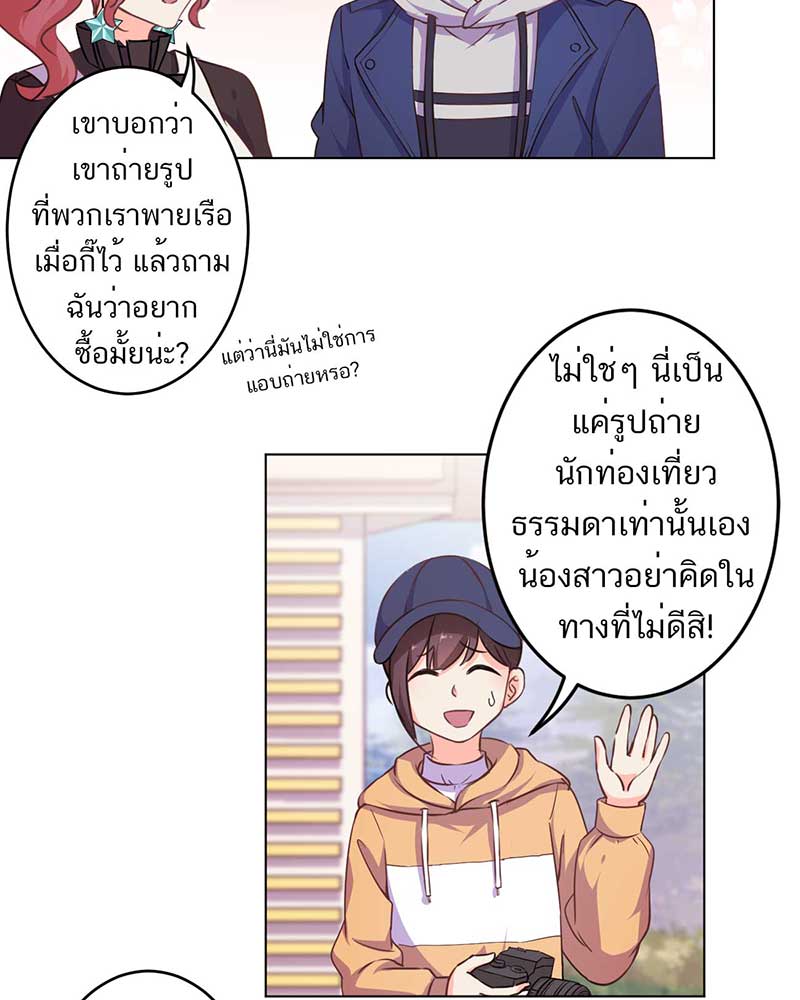 เขาบอกว่า
เขาถ่ายรูป
ที่พวกเราพายเรือ
เมื่อกี๊ไว้ แล้วถาม
ฉันว่าอยาก
ซื้อมั้ยน่ะ?
แต่ว่านี่มันไม่ใช่การ
แอบถ่ายหรอ?
ไม่ใช่ๆ นี่เป็น
แค่รูปถ่าย
นักท่องเที่ยว
ธรรมดาเท่านั้นเอง
น้องสาวอย่าคิดใน
ทางที่ไม่ดีสิ!